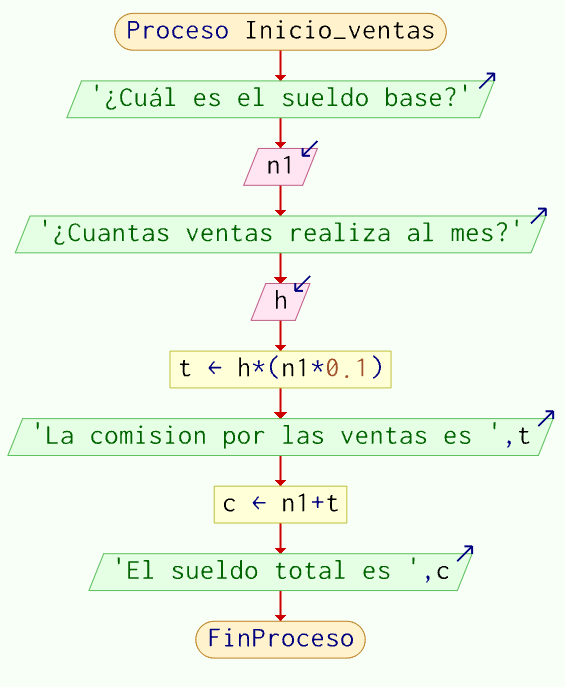 Proceso Inicio_ventas
'¿Cuál es el sueldo base?'
n1
'¿Cuantas ventas realiza al mes?'
h
t ← h*(n1*0.1)
'La comision por las ventas es ',t
c ← n1+t
'El sueldo total es ',c
FinProceso